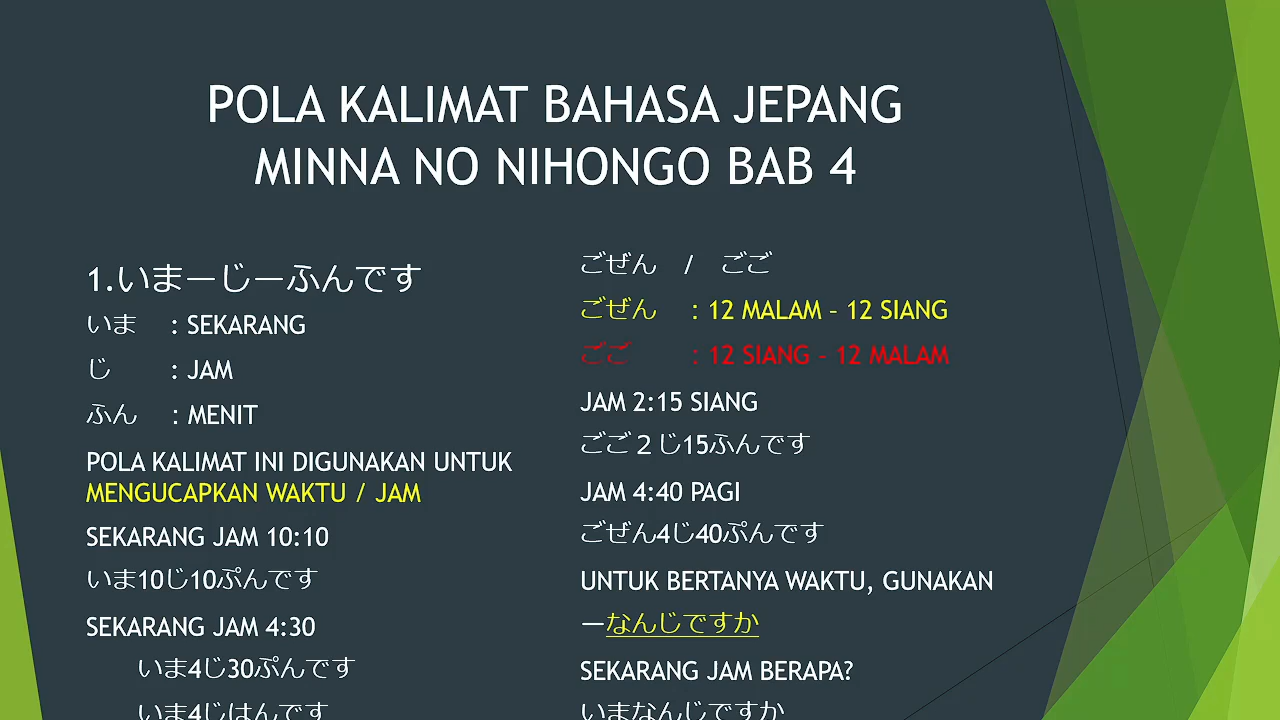 POLA KALIMAT BAHASA JEPANG
MINNA NO NIHONGO BAB 4
1.いまーじーふんです
いま : SEKARANG
じ : JAM
ふん : MENIT
POLA KALIMAT INI DIGUNAKAN UNTUK
MENGUCAPKAN WAKTU / JAM
SEKARANG JAM 10:10
いま10じ10ぷんです
SEKARANG JAM 4:30
いま4じ30ぷんです
いま4じはんです
ごぜん / ごご
ごぜん : 12 MALAM – 12 SIANG
ごご : 12 SIANG – 12 MALAM
JAM 2:15 SIANG
ごご２じ15ふんです
JAM 4:40 PAGI
ごぜん4じ40ぷんです
UNTUK BERTANYA WAKTU, GUNAKAN
ーなんじですか
SEKARANG JAM BERAPA?
いまなんじですか